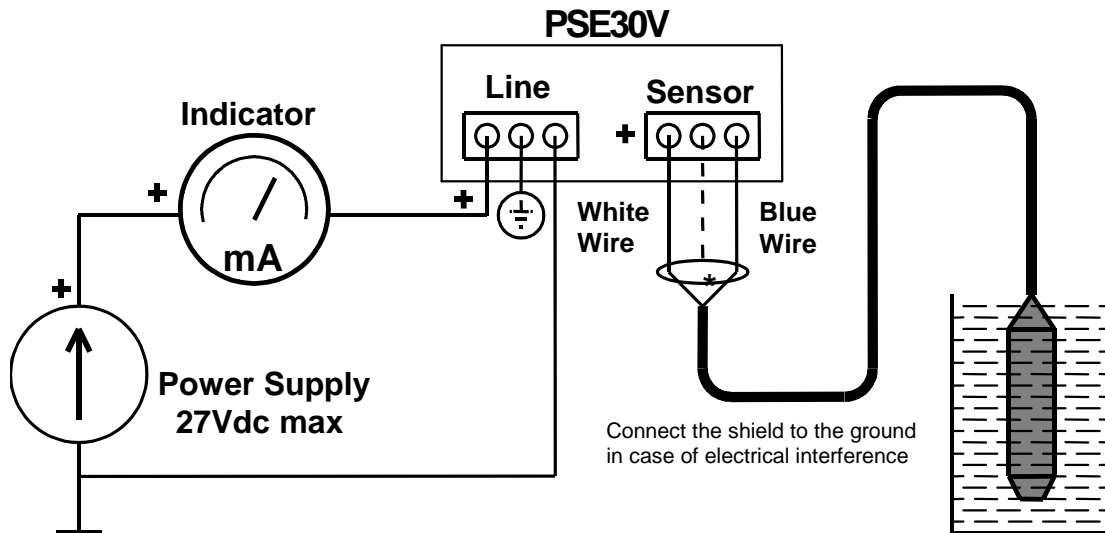 PSE30V
Line
Sensor
Indicator
+
+
+
White
Wire
Blue
Wire
mA
*
+
Power Supply
27Vdc max
Connect the shield to the ground
in case of electrical interference